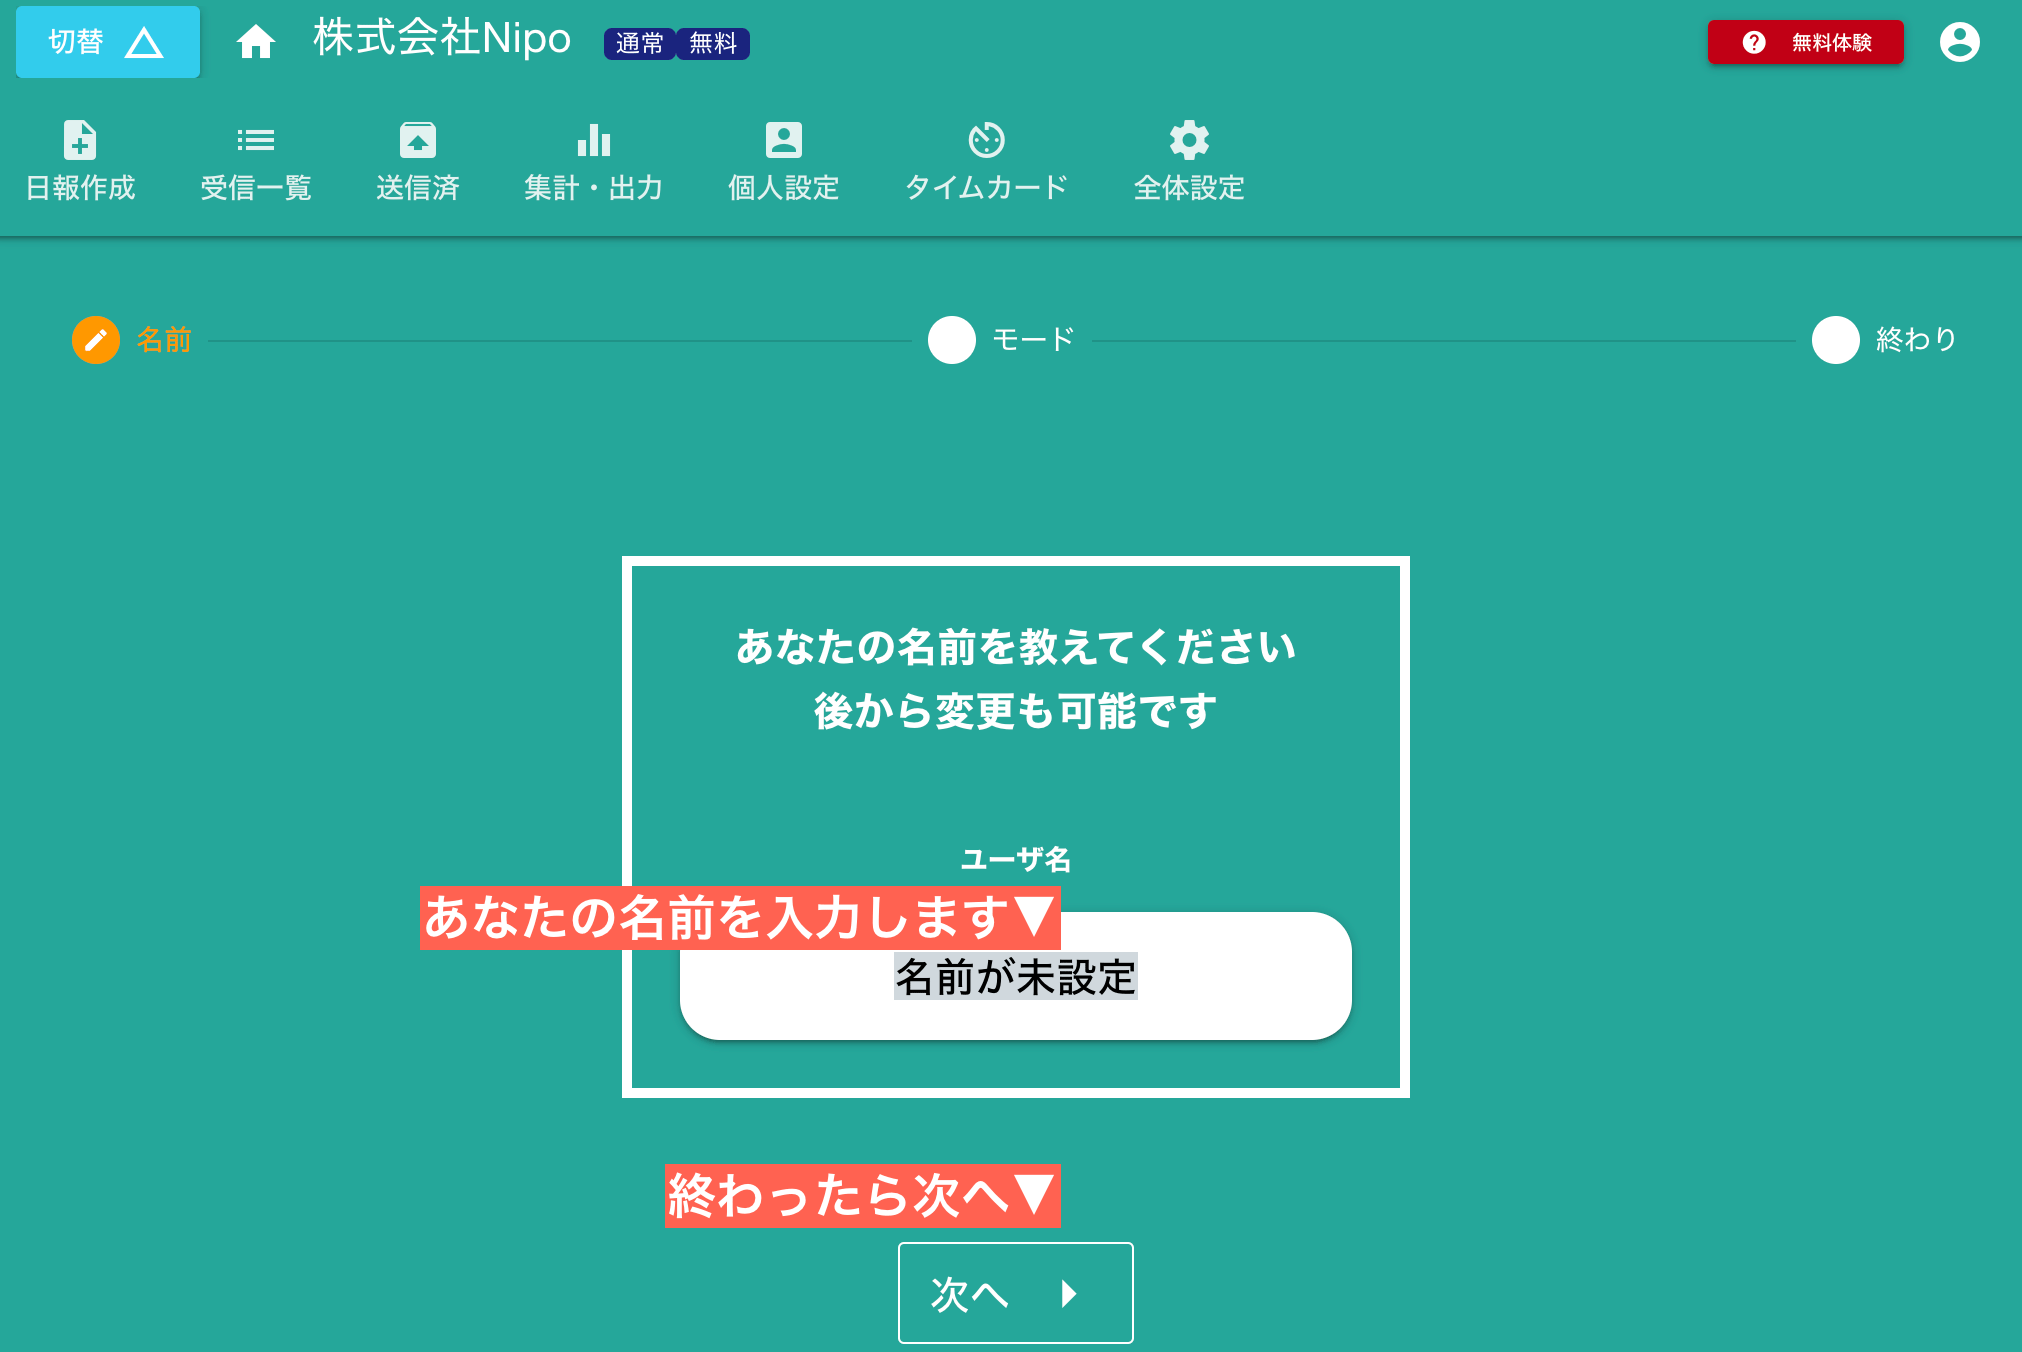 切替
株式会社Nipo
通常
無料
無料体験
日報作成
受信一覧
送信済
集計・出力
個人設定
タイムカード
全体設定
名前
モード
終わり
あなたの名前を教えてください
後から変更も可能です
ユーザ名
あなたの名前を入力します▼
名前が未設定
終わったら次へ▼
次へ